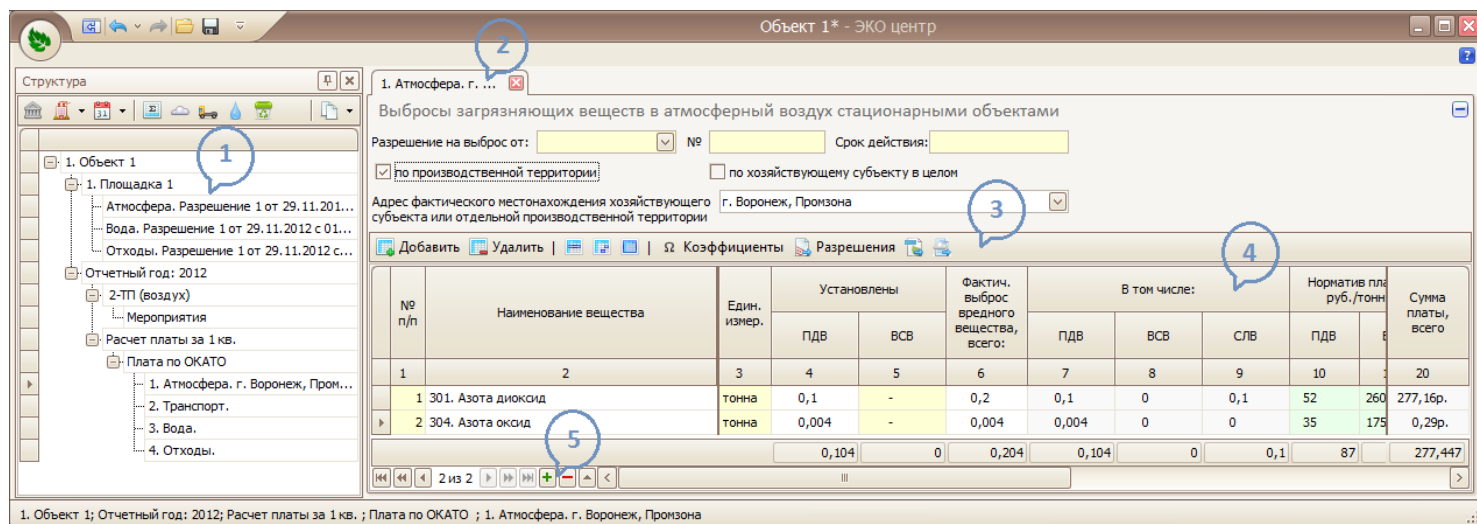 Объект 1* - ЭКО центр
2
Структура
1. Атмосфера. г. ...
31
Выбросы загрязняющих веществ в атмосферный воздух стационарными объектами
Разрешение на выброс от:
№
Срок действия:
1
1. Объект 1
1. Площадка 1
Атмосфера. Разрешение 1 от 29.11.201...
Вода. Разрешение 1 от 29.11.2012 с 01...
Отходы. Разрешение 1 от 29.11.2012 с...
Отчетный год: 2012
2-ТП (воздух)
Мероприятия
Расчет платы за 1 кв.
Плата по ОКАТО
1. Атмосфера. г. Воронеж, Пром...
2. Транспорт.
3. Вода.
4. Отходы.
по производственной территории
по хозяйствующему субъекту в целом
Адрес фактического местонахождения хозяйствующего
субъекта или отдельной производственной территории
г. Воронеж, Промзона
3
Добавить Удалить | | Ω Коэффициенты Разрешения
4
№ п/п
Наименование вещества
Един. измер.
Установлены
Фактич. выброс вредного вещества, всего:
В том числе:
Норматив пла
руб./тонн
Сумма платы, всего
ПДВ ВСВ ПДВ ВСВ СЛВ ПДВ
1 2 3 4 5 6 7 8 9 10 20
1 301. Азота диоксид тонна 0,1 - 0,2 0,1 0 0,1 52 260 277,16р.
2 304. Азота оксид тонна 0,004 - 0,004 0,004 0 0 35 175 0,29р.
5
0,104 0 0,204 0,104 0 0,1 87 277,447
2 из 2
1. Объект 1; Отчетный год: 2012; Расчет платы за 1 кв. ; Плата по ОКАТО ; 1. Атмосфера. г. Воронеж, Промзона